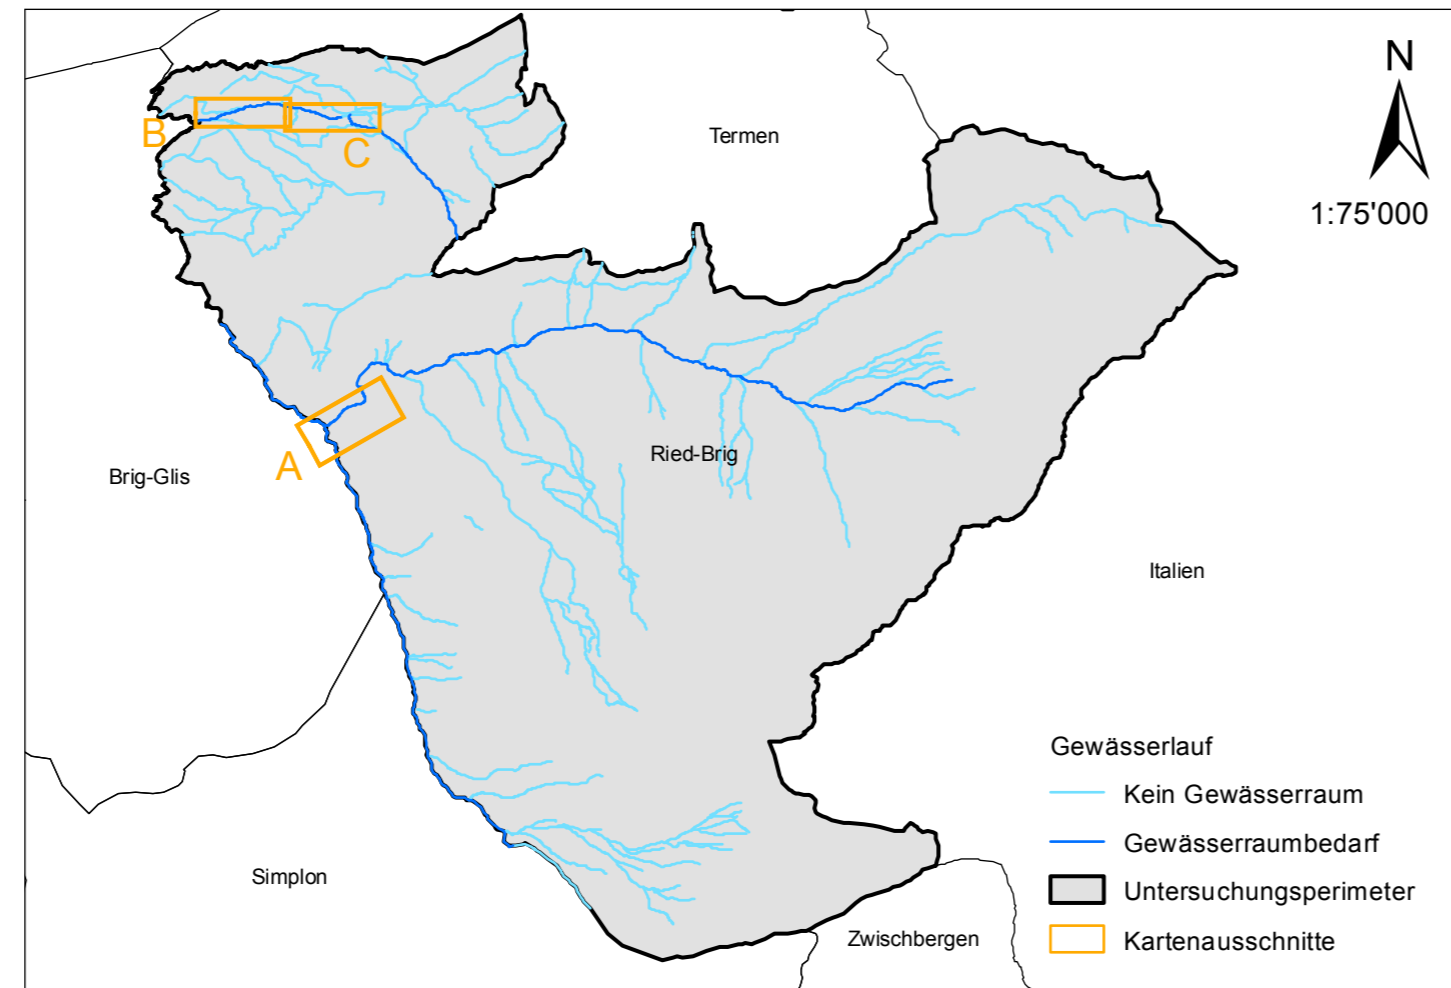 N
1:75'000
Termen
B
C
Ried-Brig
A
Brig-Glis
Italien
Simplon
Zwischbergen
Gewässerlauf
Kein Gewässerraum
Gewässerraumbedarf
Untersuchungsperimeter
Kartenausschnitte